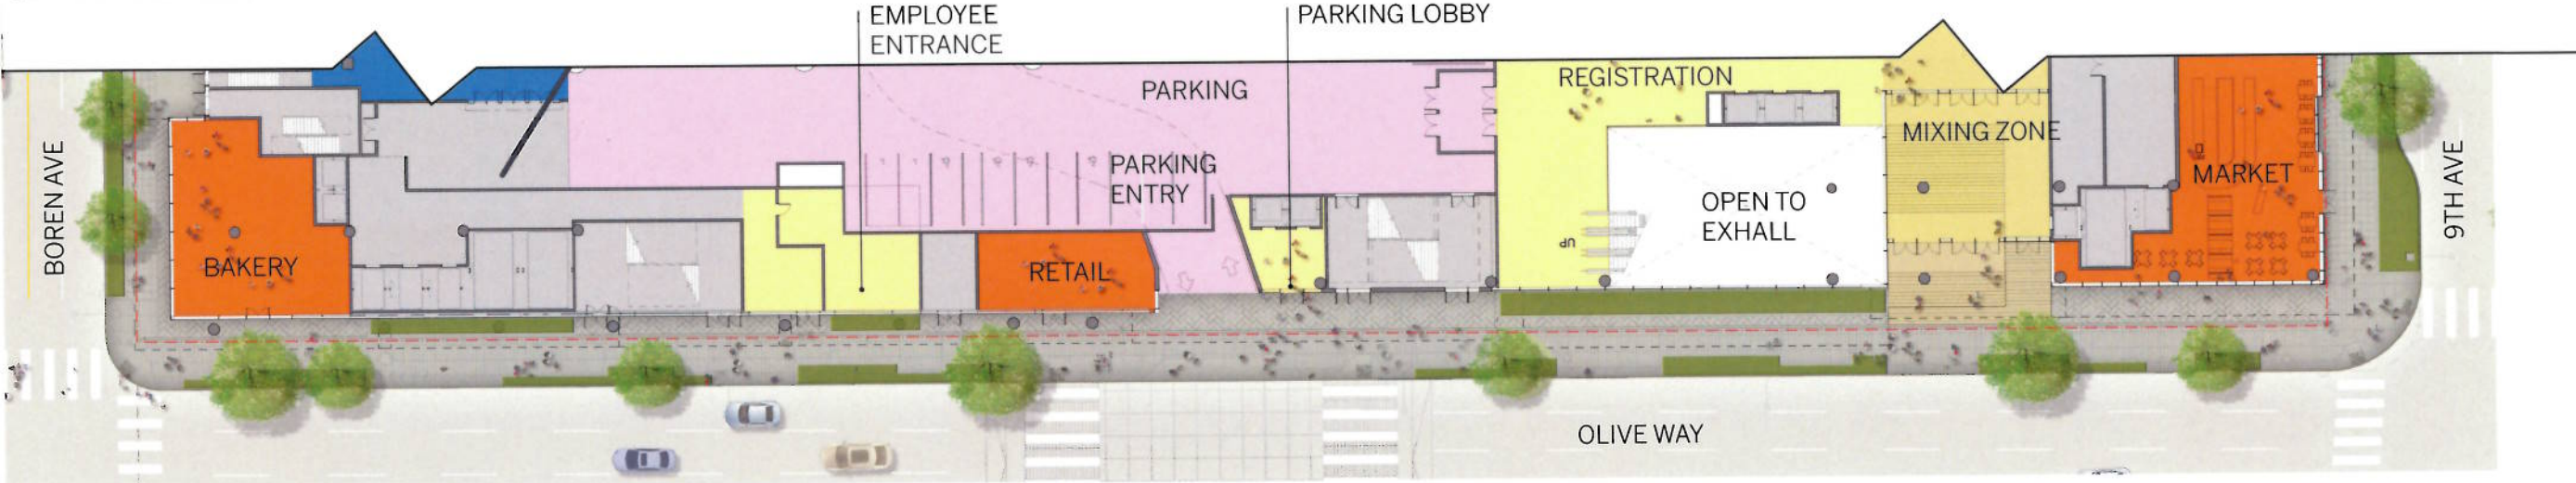 EMPLOYEE
ENTRANCE
PARKING LOBBY
PARKING
REGISTRATION
MIXING ZONE
BOREN AVE
PARKING
ENTRY
OPEN TO
EXHALL
MARKET
9TH AVE
UP
BAKERY
RETAIL
OLIVE WAY